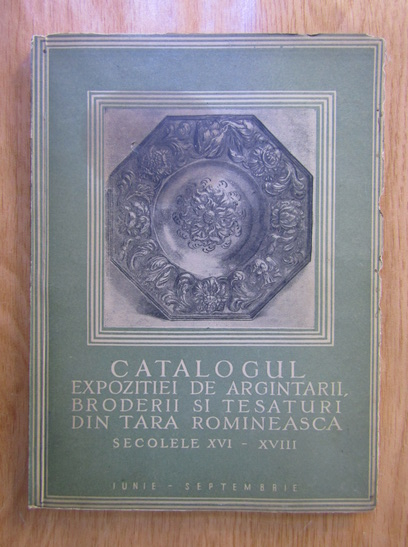 CATALOGUL
EXPOZITIEI DE ARGINTARII,
BRODERII SI TESATURI
DIN TARA ROMINEASCA
SECOLELE XVI - XVIII
IUNIE - SEPTEMBRIE